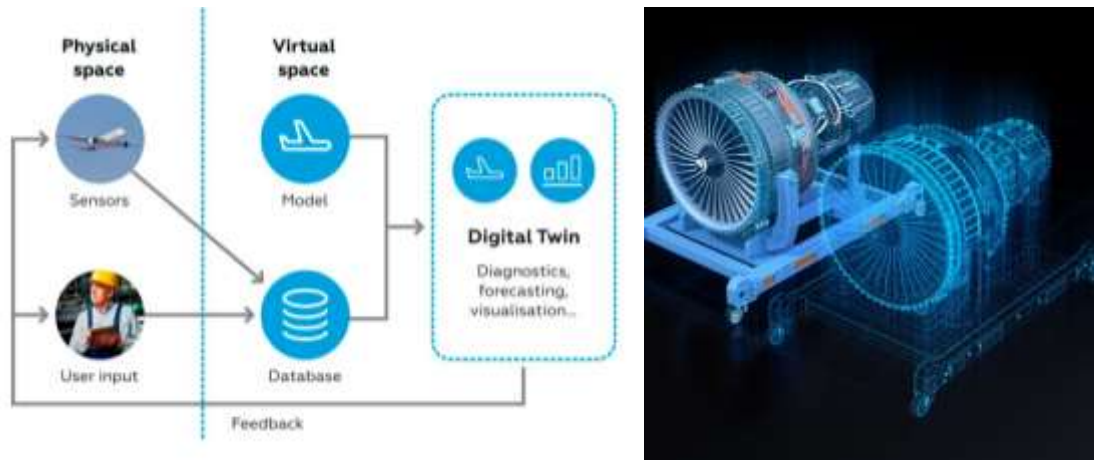 Physical
space
Virtual
space
Sensors
Model
Digital Twin
Diagnostics,
forecasting,
visualisation...
User input
Database
Feedback